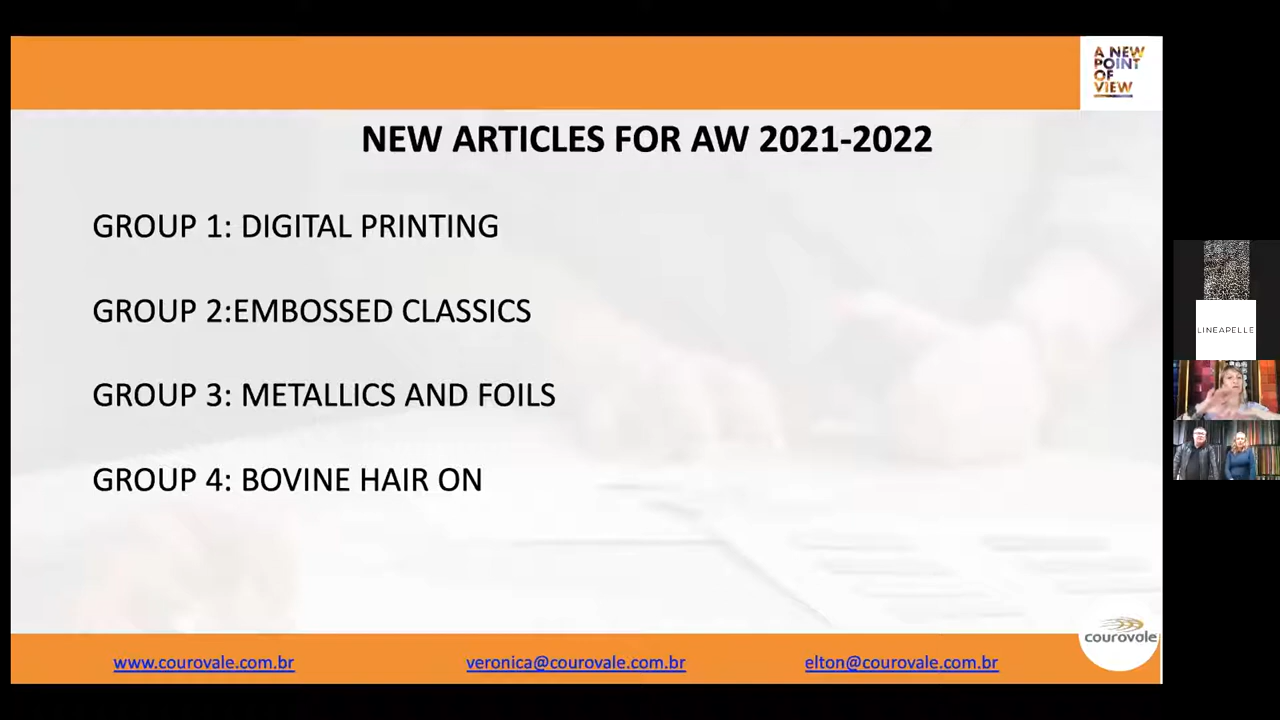 A NEW
POINT
OF
VIEW
NEW ARTICLES FOR AW 2021-2022
GROUP 1: DIGITAL PRINTING
GROUP 2:EMBOSSED CLASSICS
GROUP 3: METALLICS AND FOILS
GROUP 4: BOVINE HAIR ON
LINEAPELLE
courovale
www.courovale.com.br
veronica@courovale.com.br
elton@courovale.com.br